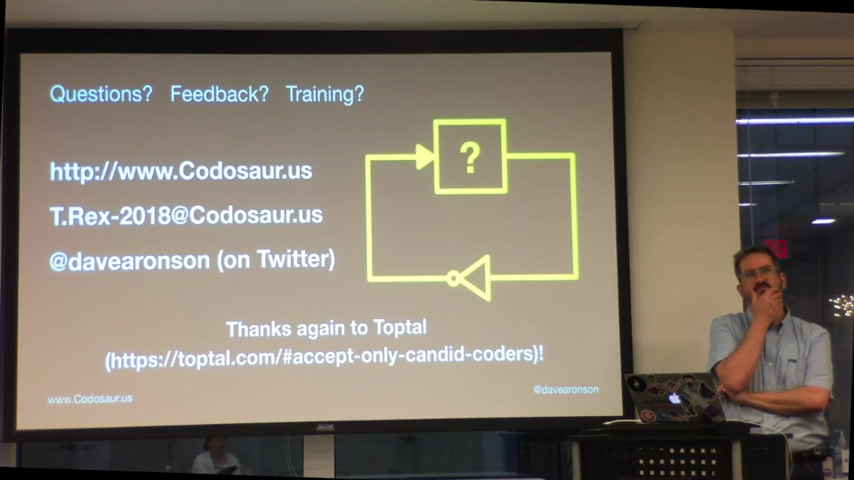 Questions? Feedback? Training?
http://www.Codosaur.us
T.Rex-2018@Codosaur.us
@davearonson (on Twitter)
?
Thanks again to Toptal
(https://toptal.com/#accept-only-candid-coders)!
www.Codosaur.us
@davearonson